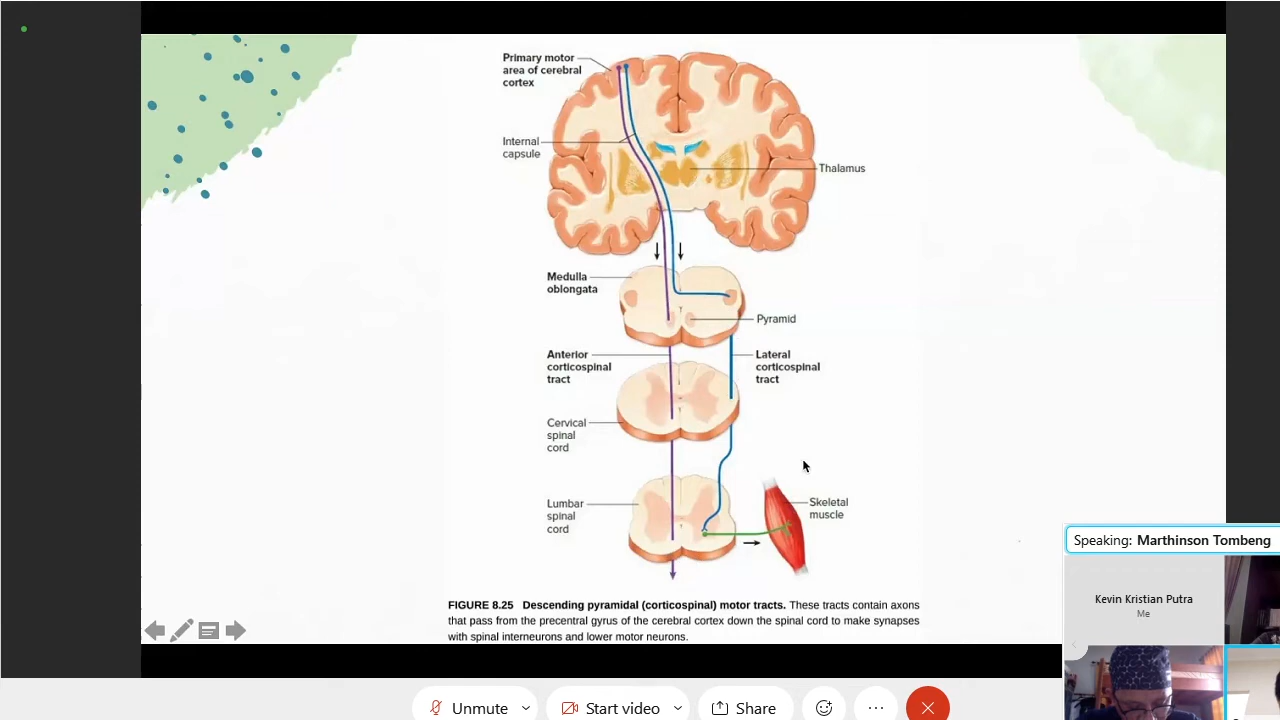 Primary motor
area of cerebral
cortex
Internal
capsule
Thalamus
Medulla
oblongata
Pyramid
Anterior
corticospinal
tract
Lateral
corticospinal
tract
Cervical
spinal
cord
Lumbar
spinal
cord
Skeletal
muscle
FIGURE 8.25 Descending pyramidal (corticospinal) motor tracts. These tracts contain axons
that pass from the precentral gyrus of the cerebral cortex down the spinal cord to make synapses
with spinal interneurons and lower motor neurons.
Speaking: Marthinson Tombeng
Kevin Kristian Putra
Me
Unmute
Start video
Share